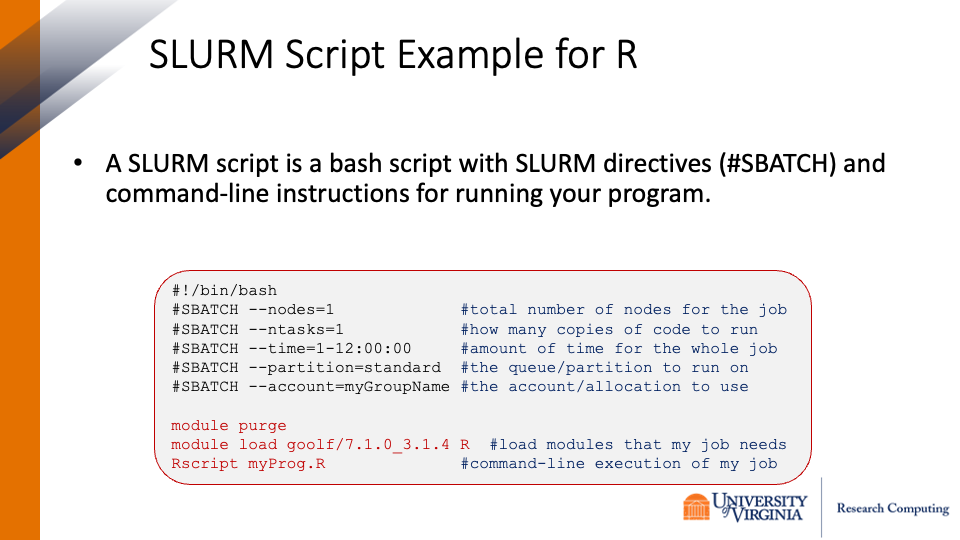 SLURM Script Example for R
• A SLURM script is a bash script with SLURM directives (#SBATCH) and
command-line instructions for running your program.
#!/bin/bash
#SBATCH --nodes=1 #total number of nodes for the job
#SBATCH --ntasks=1 #how many copies of code to run
#SBATCH --time=1-12:00:00 #amount of time for the whole job
#SBATCH --partition=standard #the queue/partition to run on
#SBATCH --account=myGroupName #the account/allocation to use
module purge
module load goolf/7.1.0_3.1.4 R #load modules that my job needs
Rscript myProg.R #command-line execution of my job
UNIVERSITY
of VIRGINIA
Research Computing